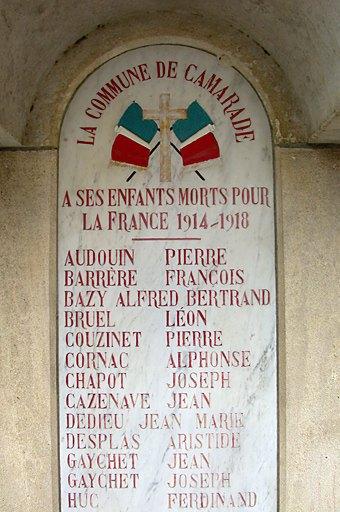 LA COMMUNE DE CAMARADE
A SES ENFANTS MORTS POUR
LA FRANCE 1914-1918
AUDOUIN PIERRE
BARRÈRE FRANÇOIS
BAZY ALFRED BERTRAND
BRUEL LÉON
COUZINET PIERRE
CORNAC ALPHONSE
CHAPOT JOSEPH
CAZENAVE JEAN
DEDIEU JEAN MARIE
DESPLAS ARISTIDE
GAYCHET JEAN
GAYCHET JOSEPH
HUC FERDINAND